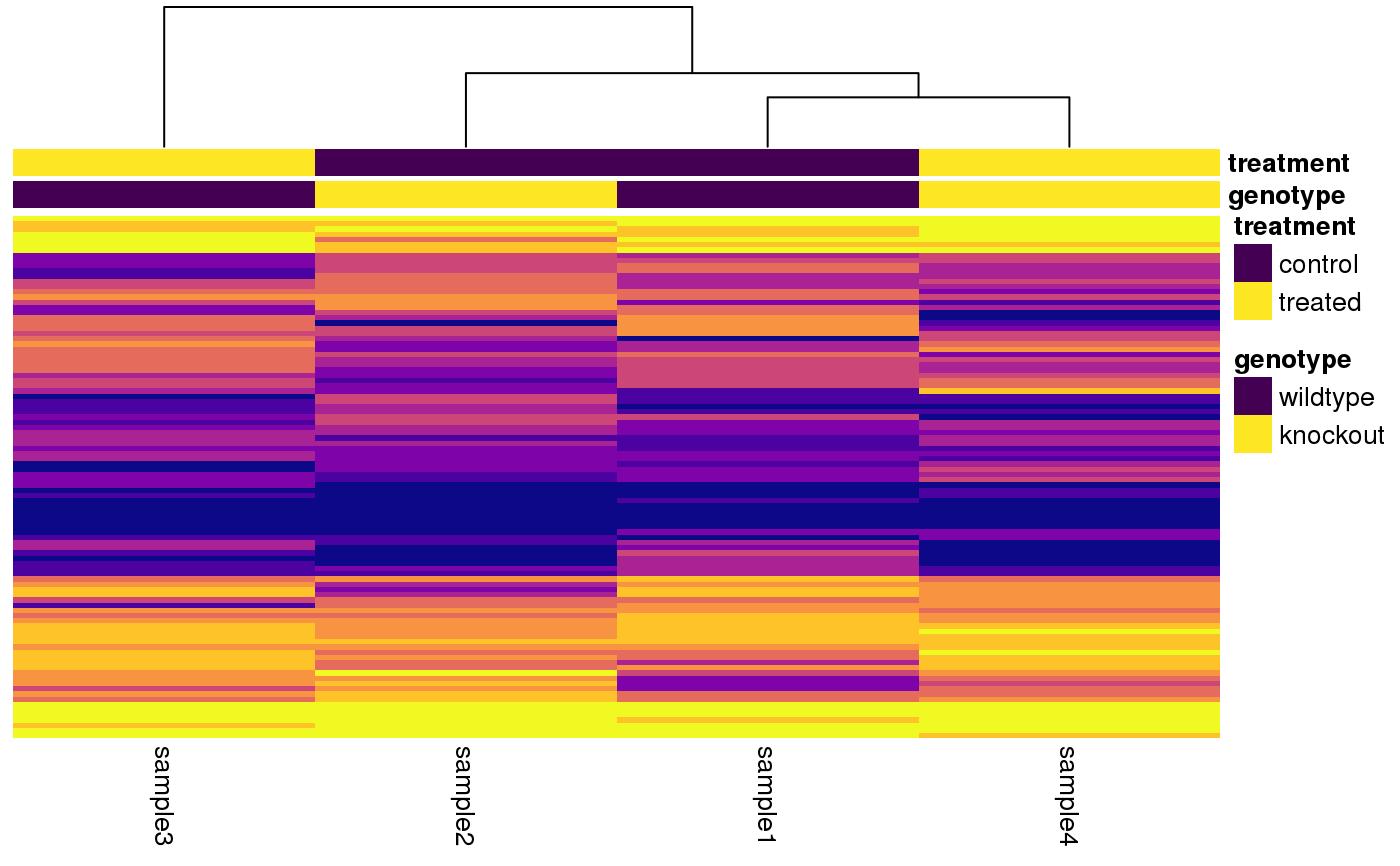 treatment
genotype
treatment
control
treated
genotype
wildtype
knockout
sample3
sample2
sample1
sample4